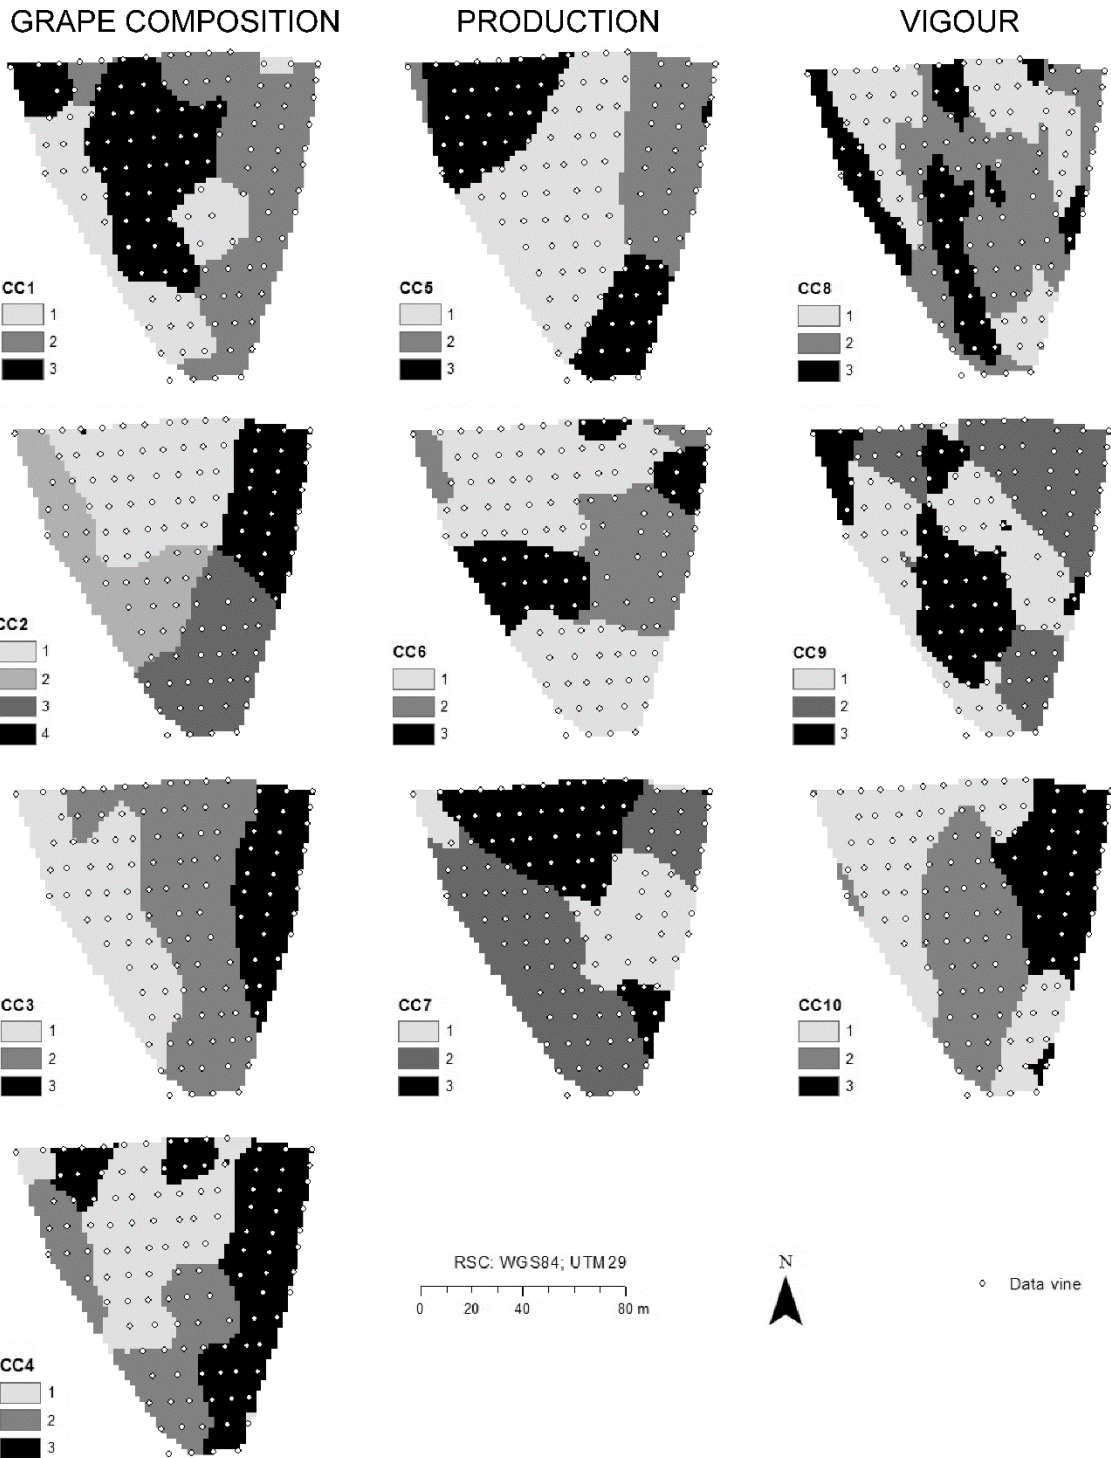 GRAPE COMPOSITION PRODUCTION VIGOUR
CC1
1
2
3
CC5
1
2
3
CC8
1
2
3
CC2
1
2
3
4
CC6
1
2
3
CC9
1
2
3
CC3
1
2
3
CC7
1
2
3
CC10
1
2
3
CC4
1
2
3
RSC: WGS84; UTM29
0 20 40 80 m
N
Data vine